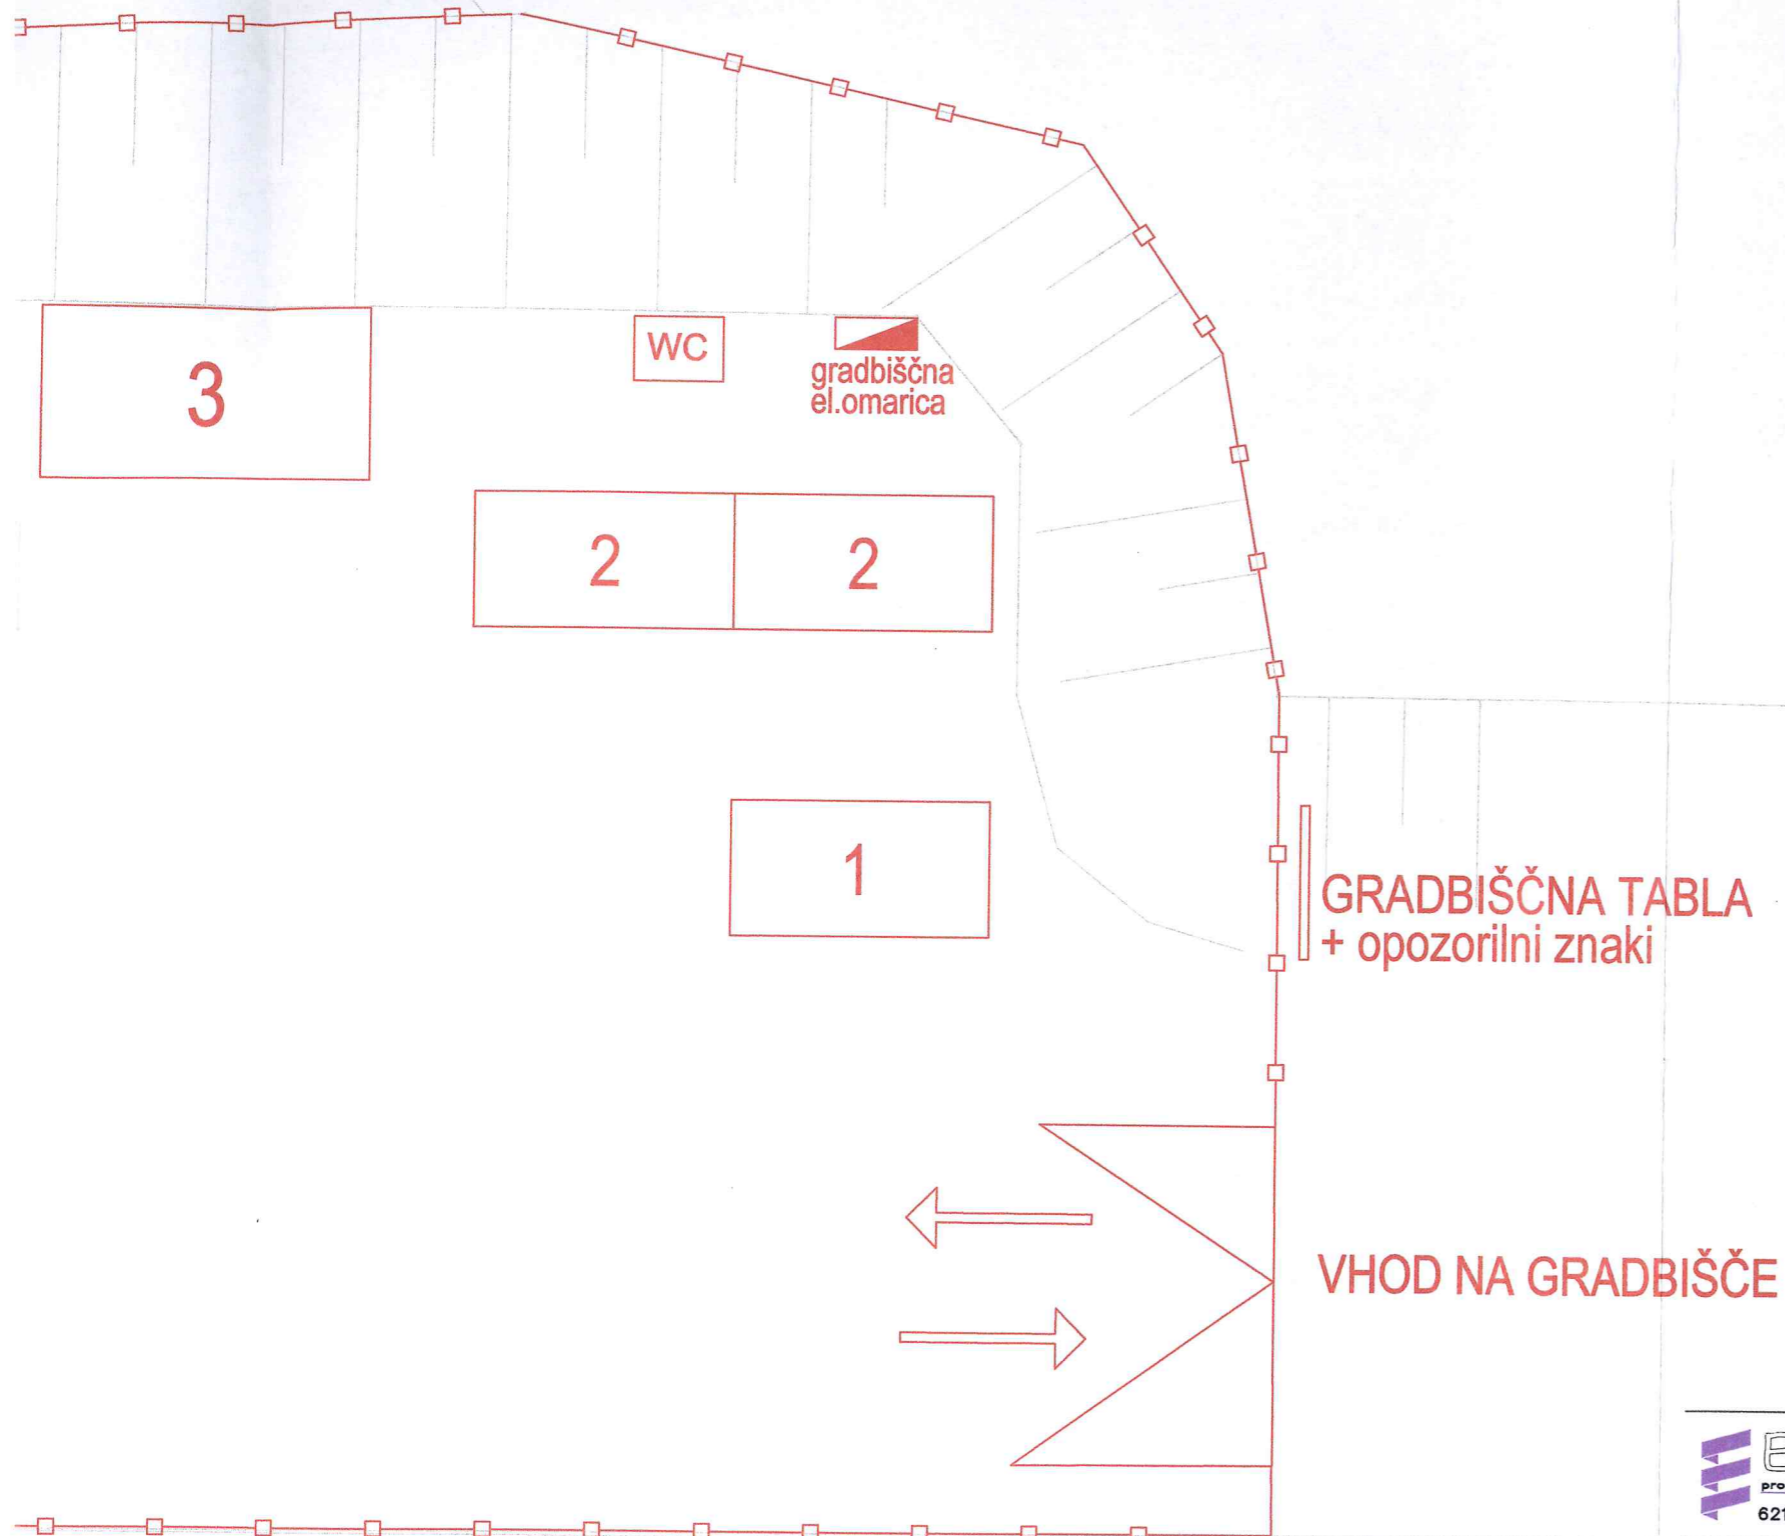 3
WC
gradbiščna
el.omarica
2
2
1
GRADBIŠČNA TABLA
+ opozorilni znaki
VHOD NA GRADBIŠČE